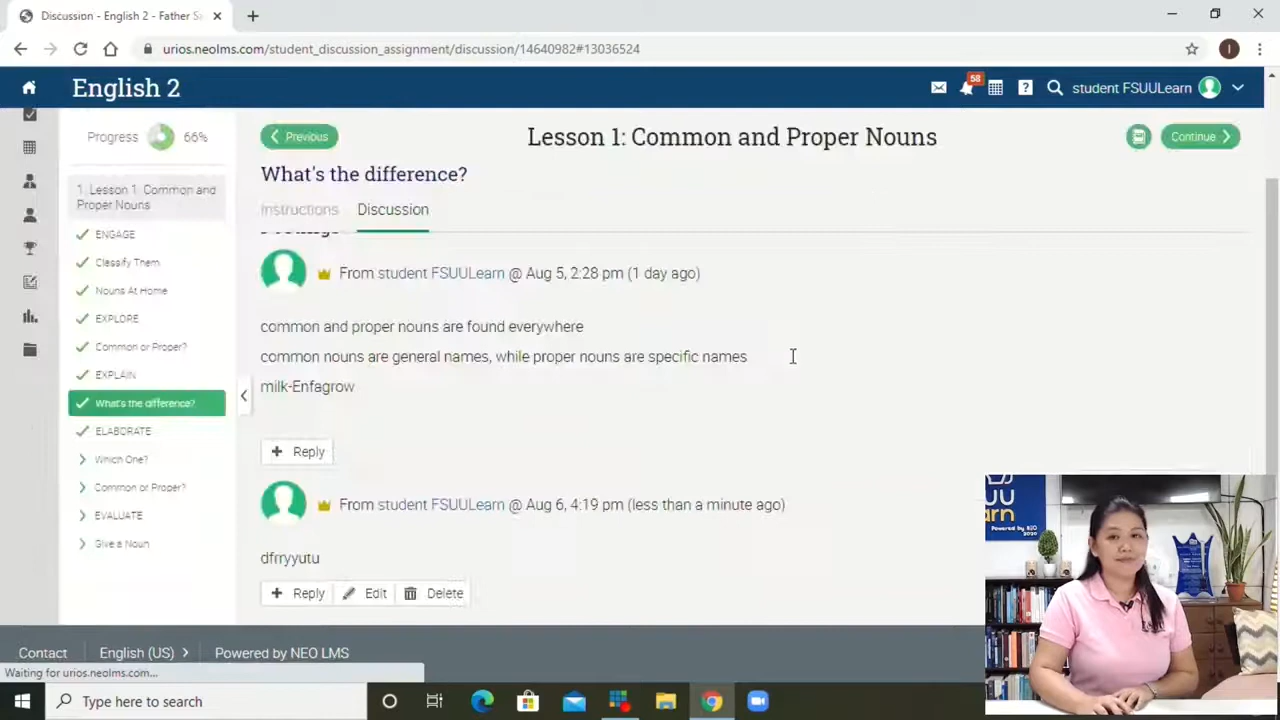 Discussion - English 2 - Father S
urios.neolms.com/student_discussion_assignment/discussion/14640982#13036524
English 2
58
student FSUULearn
Progress
66%
Previous
Lesson 1: Common and Proper Nouns
Continue
1. Lesson 1: Common and
Proper Nouns
ENGAGE
Classify Them
Nouns At Home
EXPLORE
Common or Proper?
EXPLAIN
What's the difference?
ELABORATE
Which One?
Common or Proper?
EVALUATE
Give a Noun
What's the difference?
Instructions
Discussion
From student FSUULearn @ Aug 5, 2:28 pm (1 day ago)
common and proper nouns are found everywhere
common nouns are general names, while proper nouns are specific names
milk-Enfagrow
Reply
From student FSUULearn @ Aug 6, 4:19 pm (less than a minute ago)
dfrryyutu
Reply
Edit
Delete
Contact
English (US)
Powered by NEO LMS
Waiting for urios.neolms.com...
Type here to search
UU
arn
Powered by NEO